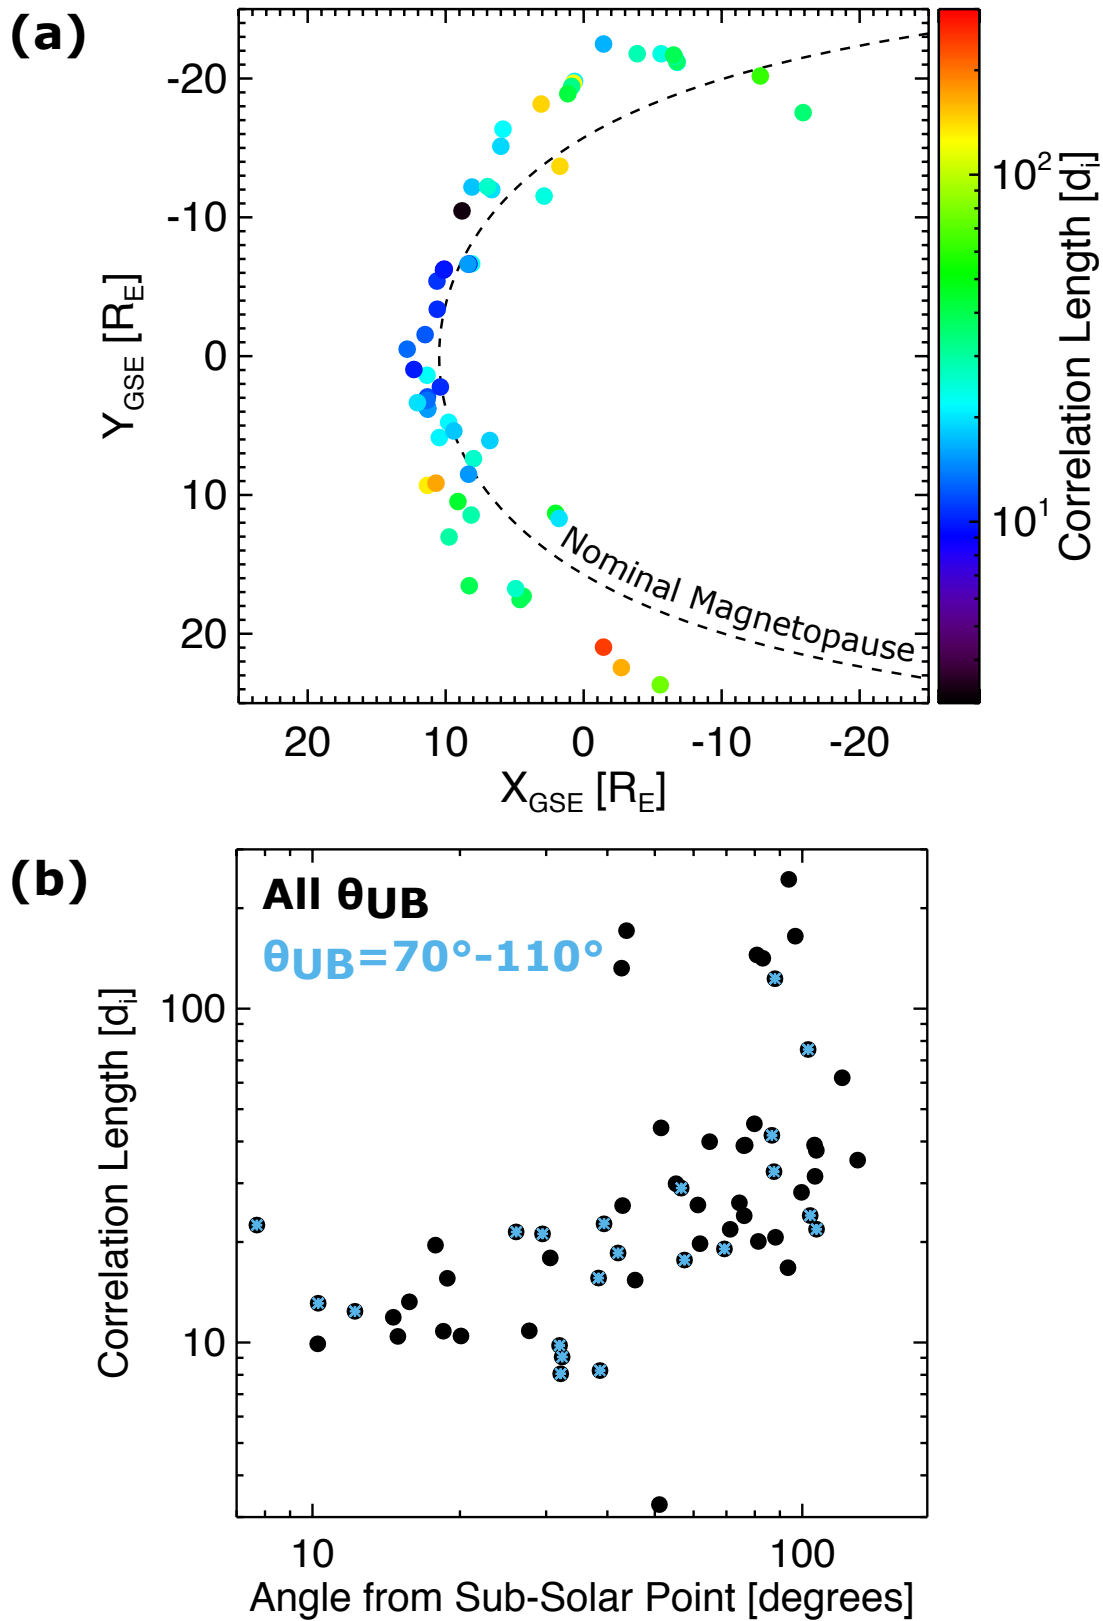 (a)
-20
-10
0
10
20
Y_GSE [R_E]
20 10 0 -10 -20
X_GSE [R_E]
Nominal Magnetopause
10^2
10^1
Correlation Length [d_i]
(b)
All θ_UB
θ_UB=70°-110°
100
10
Correlation Length [d_i]
10 100
Angle from Sub-Solar Point [degrees]